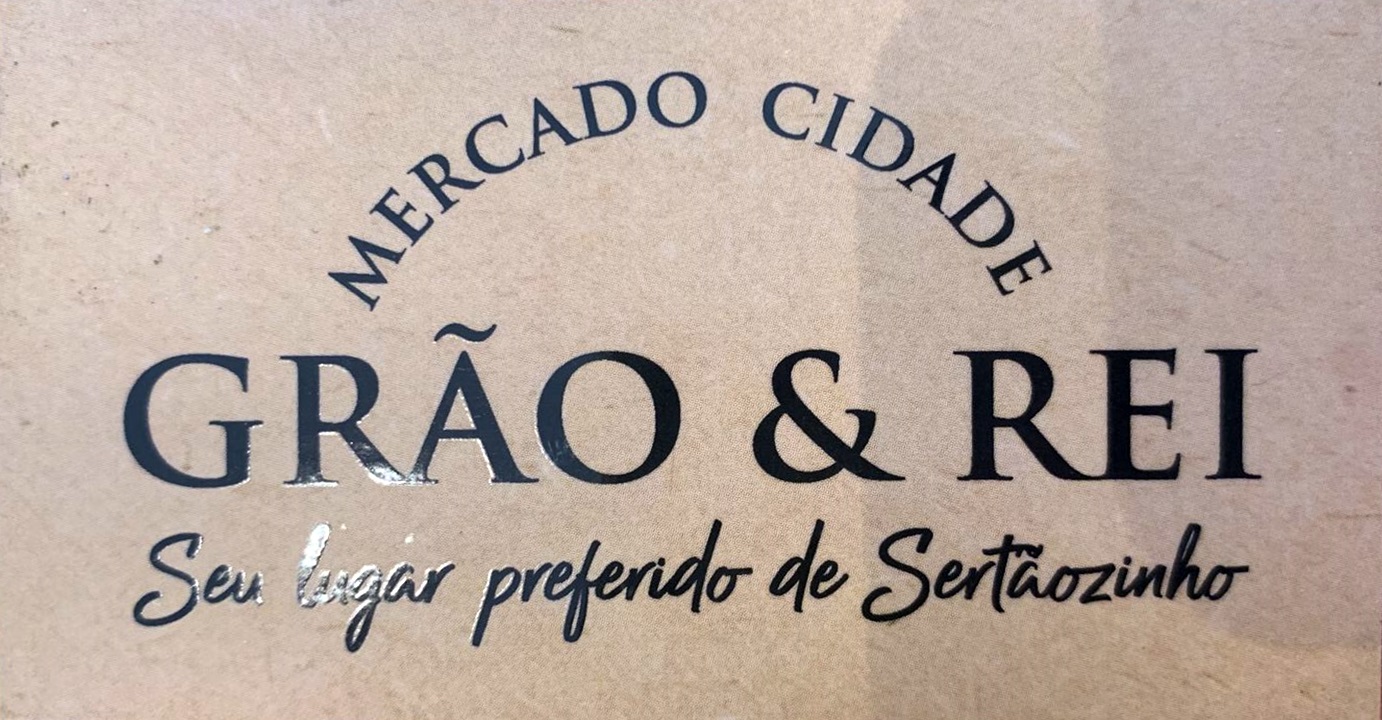 MERCADO CIDADE
GRÃO & REI
Seu lugar preferido de Sertãozinho